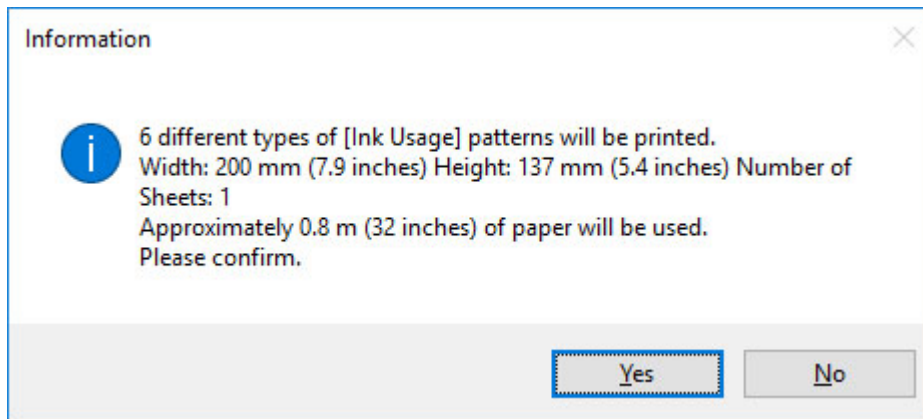 Information
6 different types of [Ink Usage] patterns will be printed.
Width: 200 mm (7.9 inches) Height: 137 mm (5.4 inches) Number of
Sheets: 1
Approximately 0.8 m (32 inches) of paper will be used.
Please confirm.
Yes
No